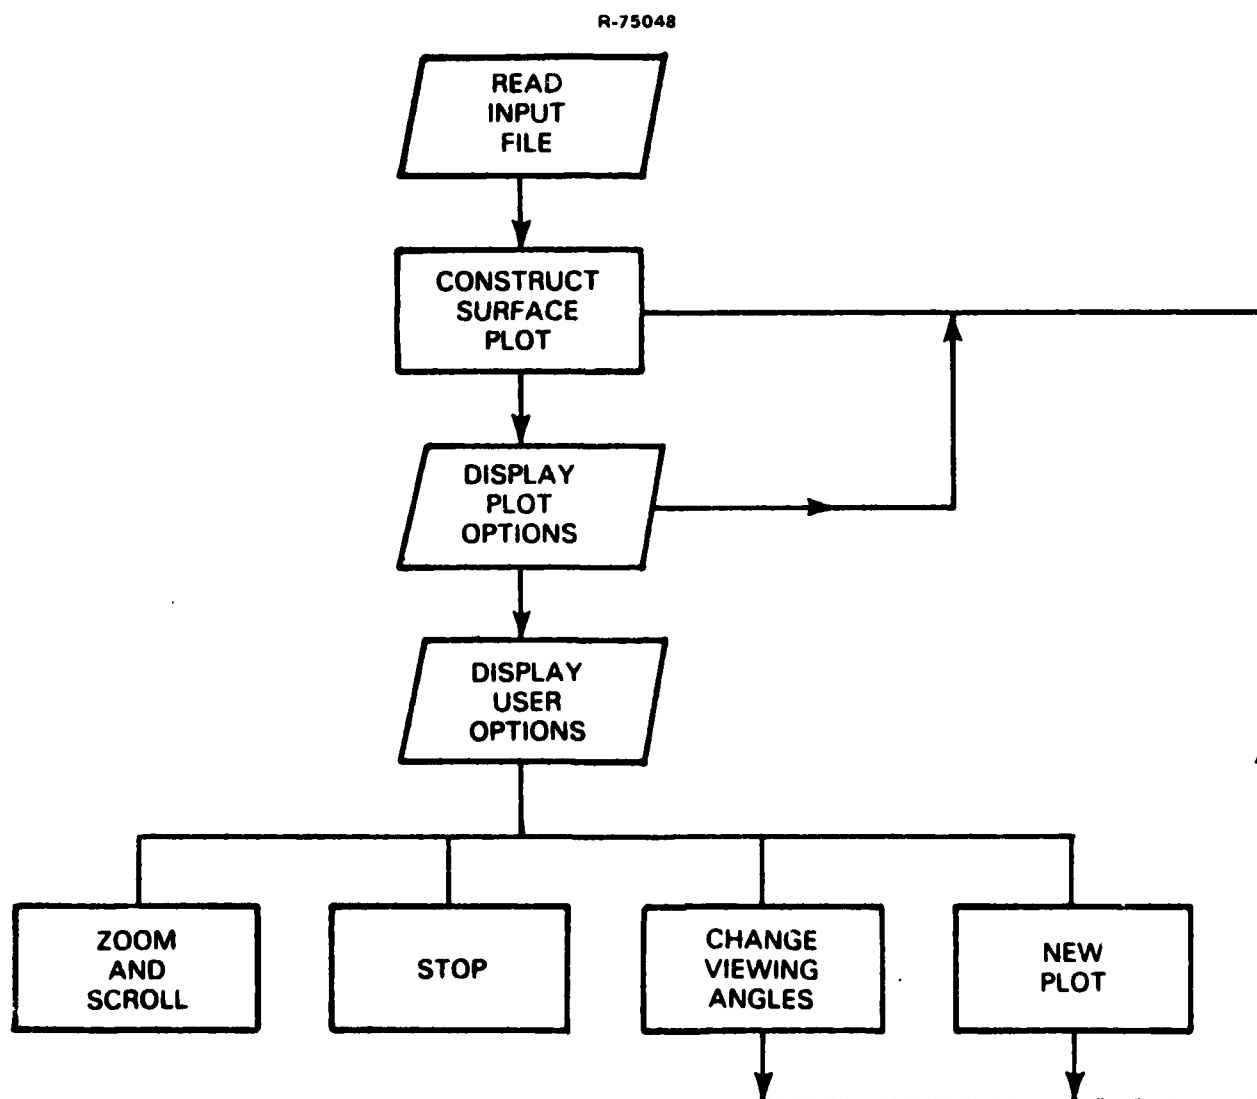 R-75048
READ
INPUT
FILE
CONSTRUCT
SURFACE
PLOT
DISPLAY
PLOT
OPTIONS
DISPLAY
USER
OPTIONS
ZOOM
AND
SCROLL
STOP
CHANGE
VIEWING
ANGLES
NEW
PLOT